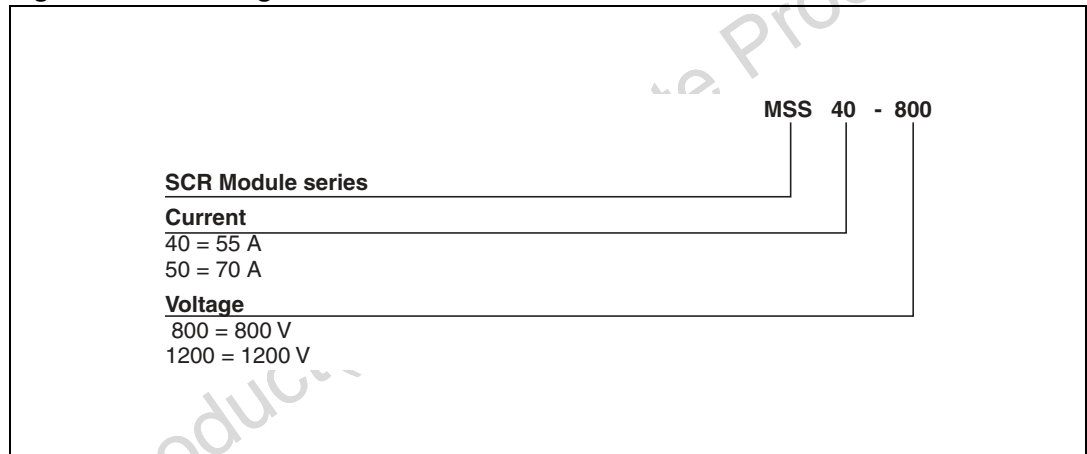 MSS 40 - 800
SCR Module series
Current
40 = 55 A
50 = 70 A
Voltage
800 = 800 V
1200 = 1200 V